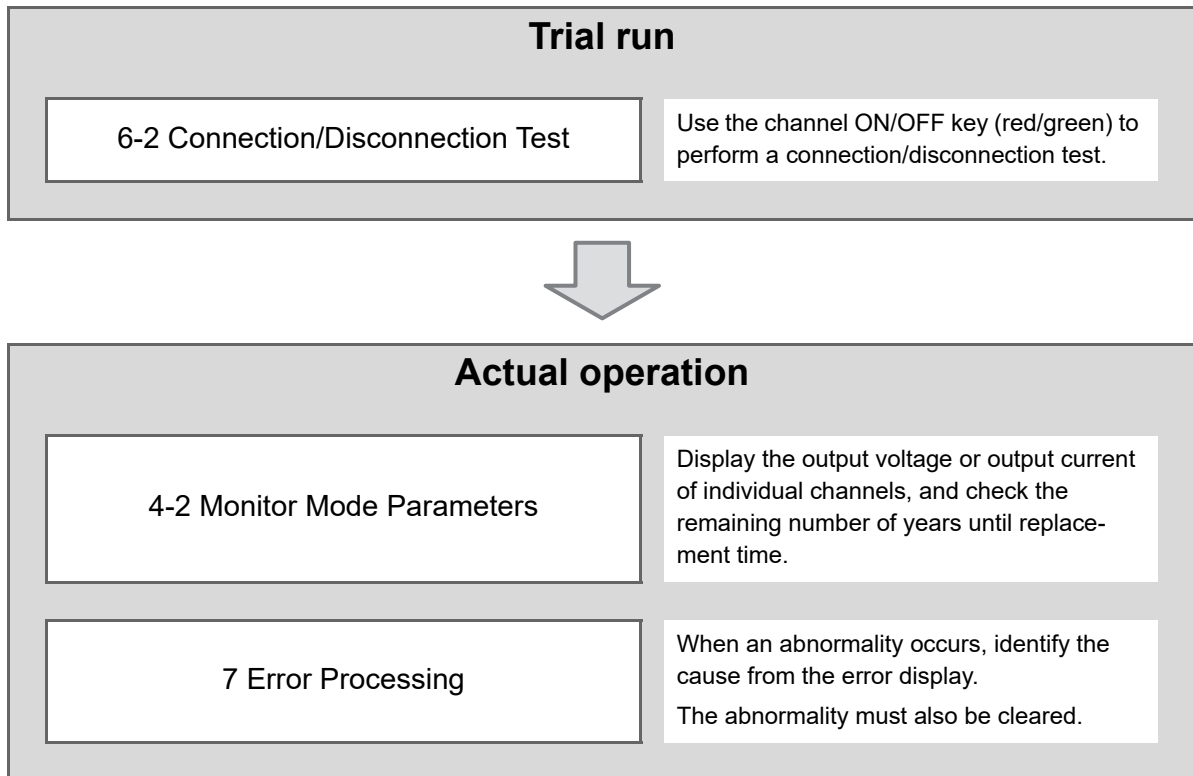 Trial run
6-2 Connection/Disconnection Test
Use the channel ON/OFF key (red/green) to
perform a connection/disconnection test.
Actual operation
4-2 Monitor Mode Parameters
Display the output voltage or output current
of individual channels, and check the
remaining number of years until replace-
ment time.
7 Error Processing
When an abnormality occurs, identify the
cause from the error display.
The abnormality must also be cleared.